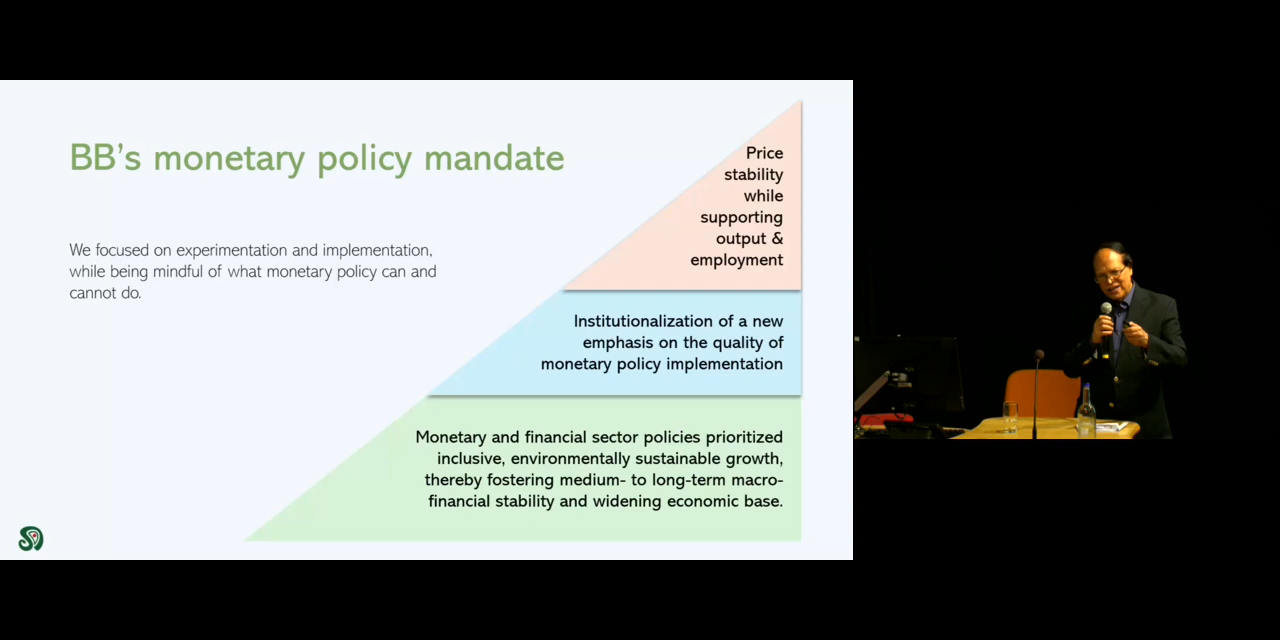 BB's monetary policy mandate
We focused on experimentation and implementation,
while being mindful of what monetary policy can and
cannot do.
Price
stability
while
supporting
output &
employment
Institutionalization of a new
emphasis on the quality of
monetary policy implementation
Monetary and financial sector policies prioritized
inclusive, environmentally sustainable growth,
thereby fostering medium- to long-term macro-
financial stability and widening economic base.